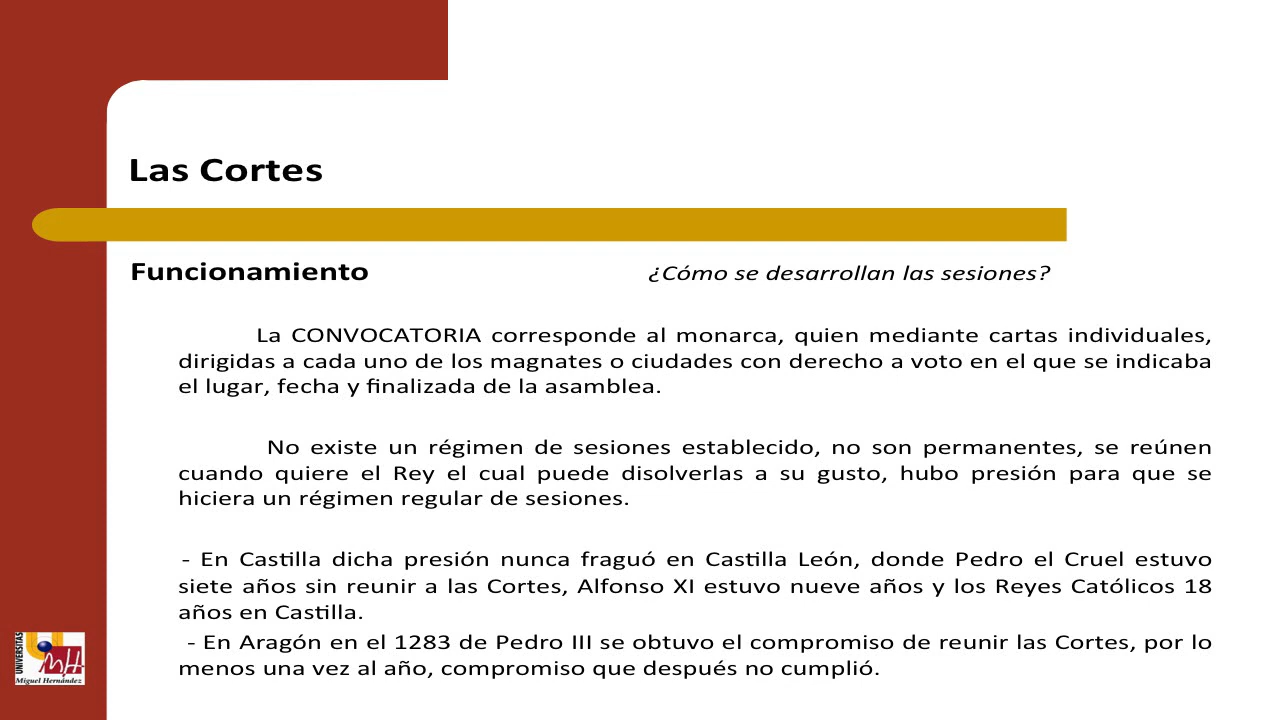 Las Cortes
Funcionamiento
¿Cómo se desarrollan las sesiones?
La CONVOCATORIA corresponde al monarca, quien mediante cartas individuales,
dirigidas a cada uno de los magnates o ciudades con derecho a voto en el que se indicaba
el lugar, fecha y finalizada de la asamblea.
No existe un régimen de sesiones establecido, no son permanentes, se reúnen
cuando quiere el Rey el cual puede disolverlas a su gusto, hubo presión para que se
hiciera un régimen regular de sesiones.
- En Castilla dicha presión nunca fraguó en Castilla León, donde Pedro el Cruel estuvo
siete años sin reunir a las Cortes, Alfonso XI estuvo nueve años y los Reyes Católicos 18
años en Castilla.
- En Aragón en el 1283 de Pedro III se obtuvo el compromiso de reunir las Cortes, por lo
menos una vez al año, compromiso que después no cumplió.
UNIVERSITAS
MH
Miguel Hernández